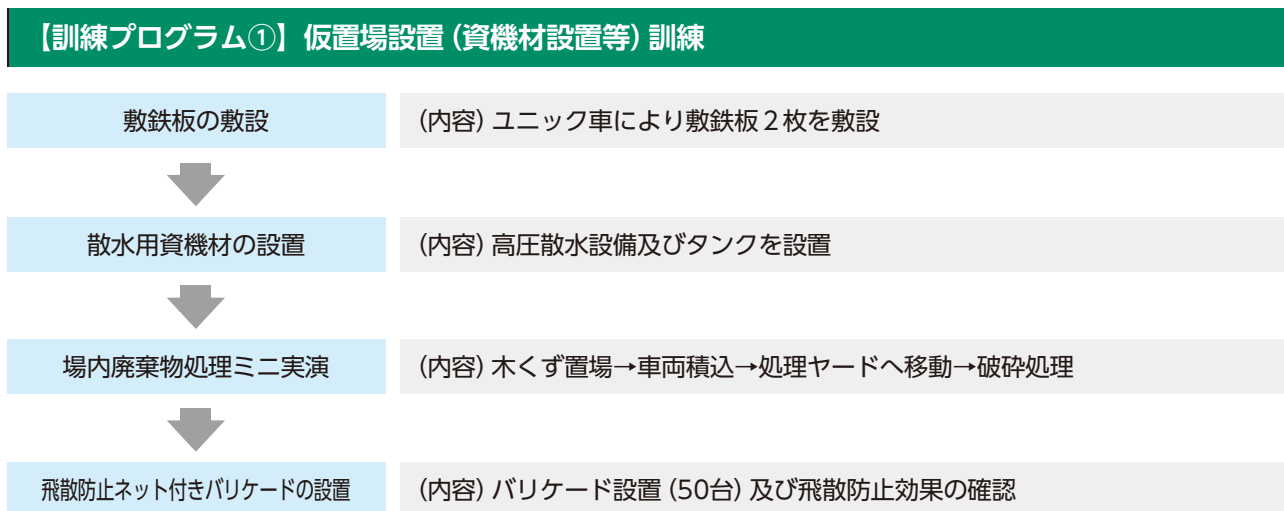 【訓練プログラム①】仮置場設置(資機材設置等)訓練
敷鉄板の敷設
(内容)ユニック車により敷鉄板2枚を敷設
散水用資機材の設置
(内容)高圧散水設備及びタンクを設置
場内廃棄物処理ミニ実演
(内容)木くず置場→車両積込→処理ヤードへ移動→破砕処理
飛散防止ネット付きバリケードの設置
(内容)バリケード設置(50台)及び飛散防止効果の確認